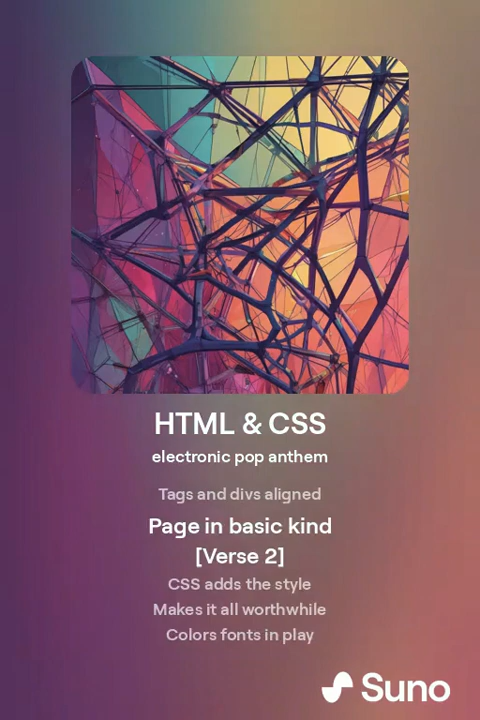 HTML & CSS
electronic pop anthem
Tags and divs aligned
Page in basic kind
[Verse 2]
CSS adds the style
Makes it all worthwhile
Colors fonts in play
Suno